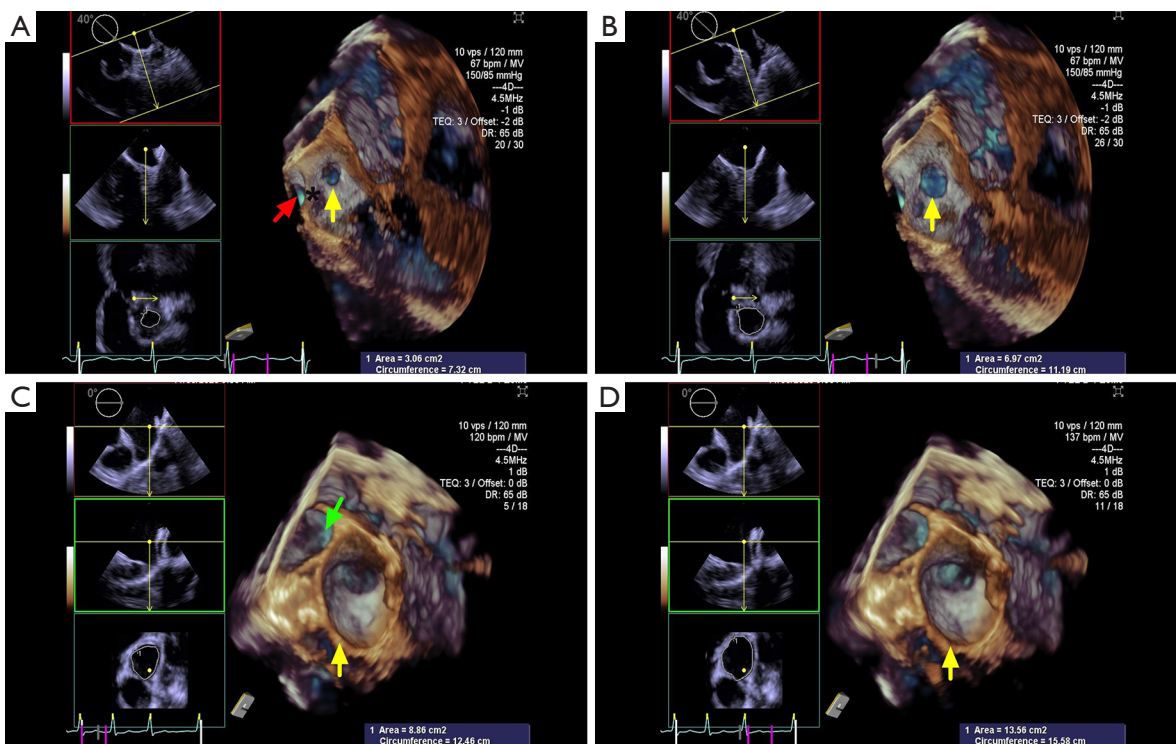 A
40°
10 vps / 120 mm
67 bpm / MV
150/85 mmHg
---4D---
4.5MHz
-1 dB
TEQ: 3 / Offset: -2 dB
DR: 65 dB
20 / 30
*
1 Area = 3.06 cm2
Circumference = 7.32 cm
B
40°
10 vps / 120 mm
67 bpm / MV
150/85 mmHg
---4D---
4.5MHz
-1 dB
TEQ: 3 / Offset: -2 dB
DR: 65 dB
26 / 30
1 Area = 6.97 cm2
Circumference = 11.19 cm
C
0°
10 vps / 120 mm
120 bpm / MV
---4D---
4.5MHz
1 dB
TEQ: 3 / Offset: 0 dB
DR: 65 dB
5 / 18
1 Area = 8.86 cm2
Circumference = 12.46 cm
D
0°
10 vps / 120 mm
137 bpm / MV
---4D---
4.5MHz
1 dB
TEQ: 3 / Offset: 0 dB
DR: 65 dB
11 / 18
1 Area = 13.56 cm2
Circumference = 15.58 cm